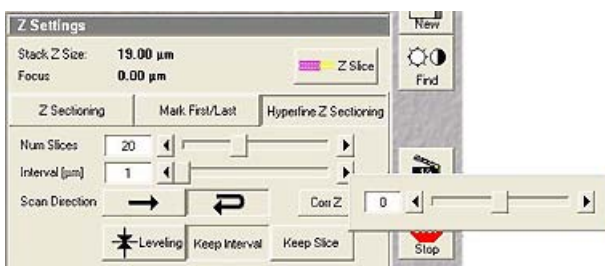 Z Settings
New
Stack Z Size: 19.00 µm
Focus 0.00 µm
Z Slice
Find
Z Sectioning Mark First/Last Hyperfine Z Sectioning
Num Slices 20
Interval [µm] 1
Scan Direction Corr Z 0
Leveling Keep Interval Keep Slice
Stop